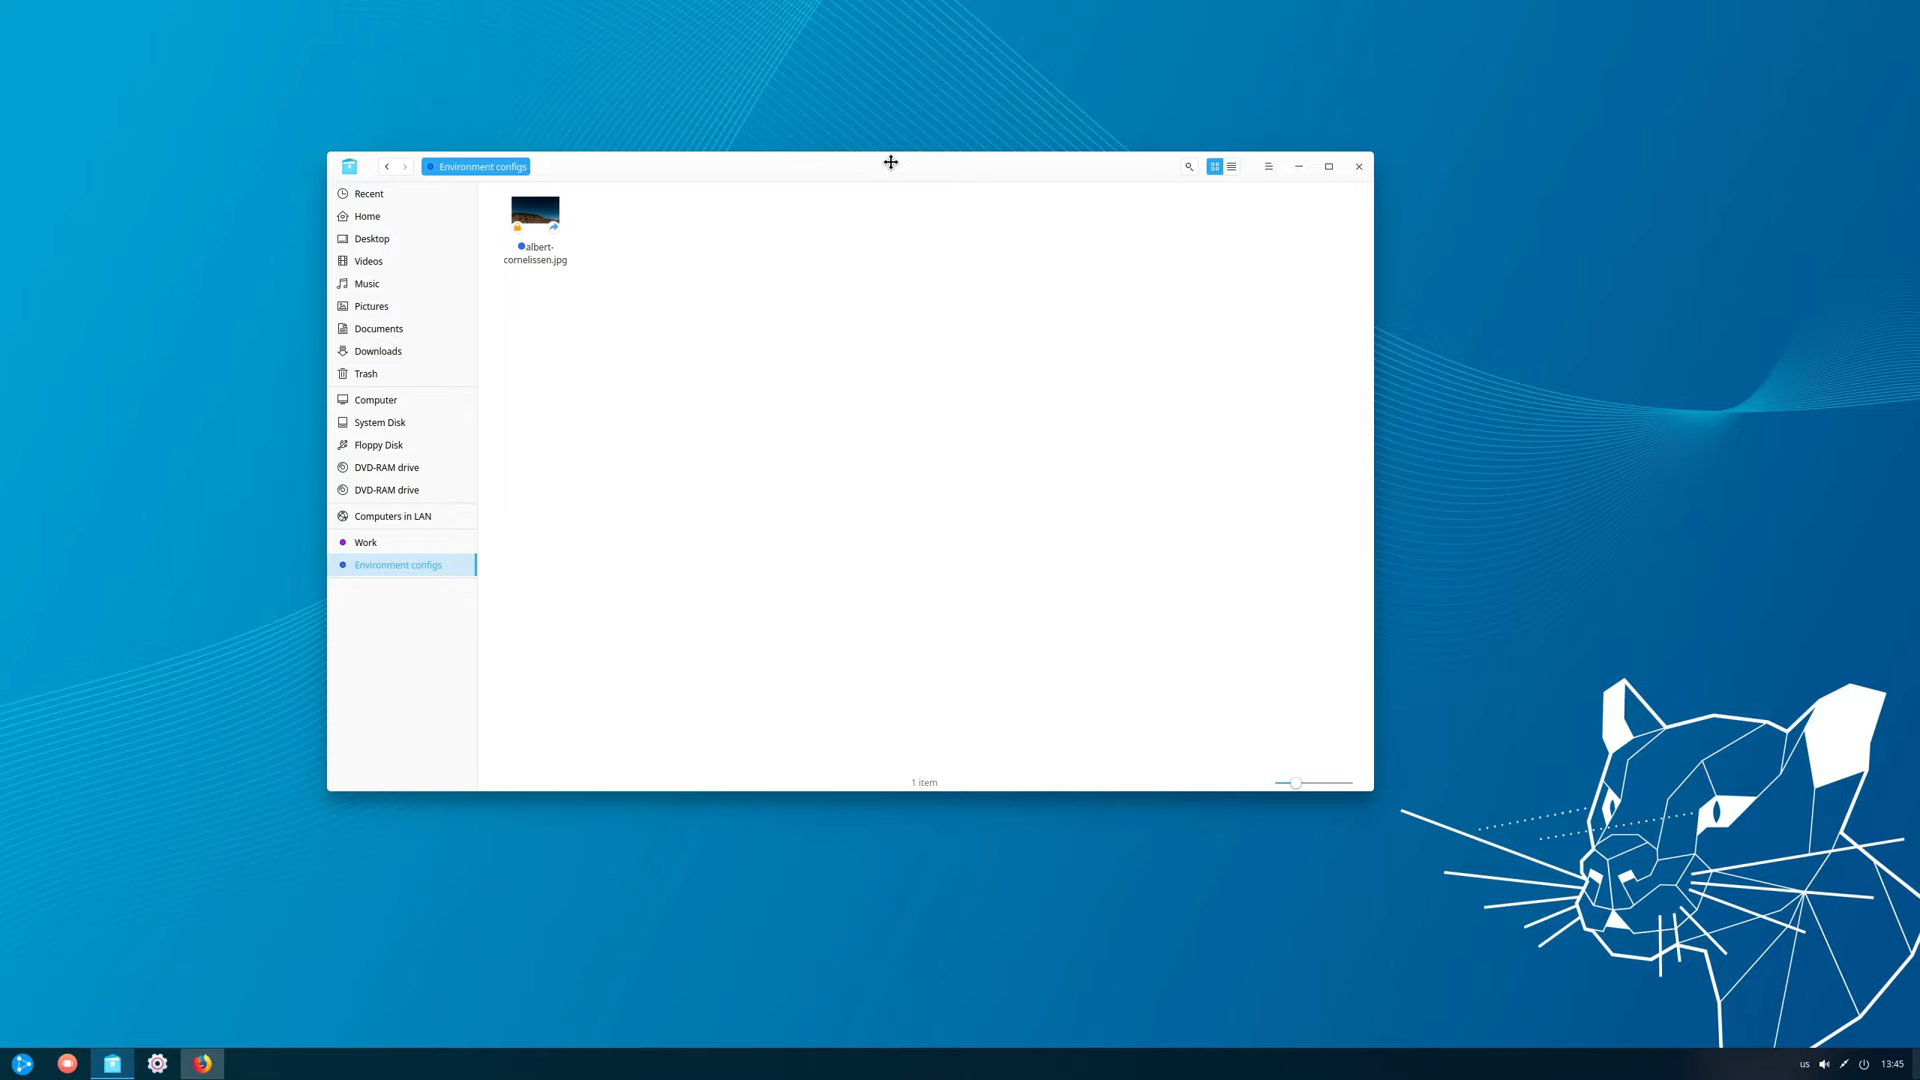 Environment configs
Recent
Home
Desktop
Videos
Music
Pictures
Documents
Downloads
Trash
Computer
System Disk
Floppy Disk
DVD-RAM drive
DVD-RAM drive
Computers in LAN
Work
Environment configs
albert-
cornelissen.jpg
1 item
us 13:45